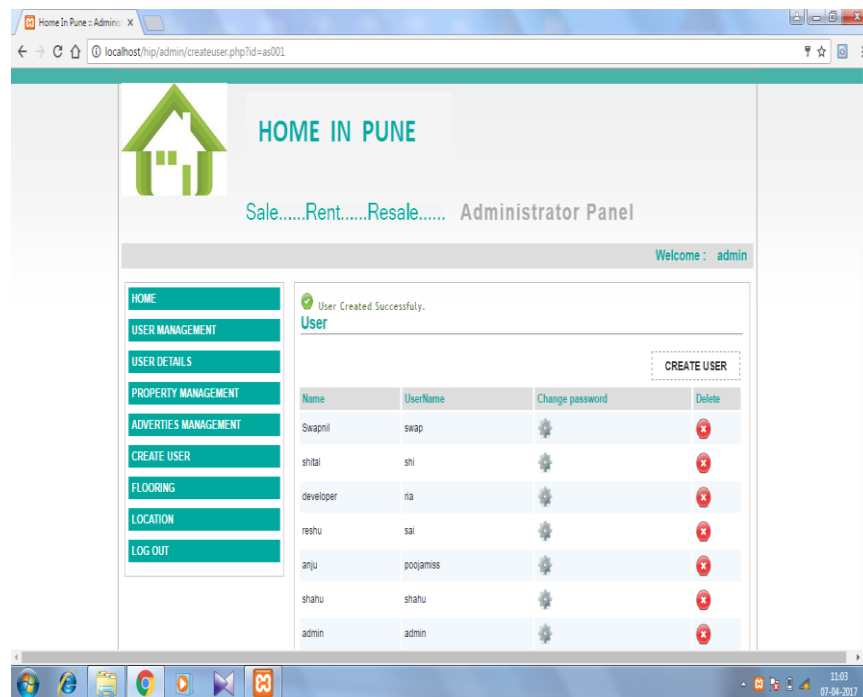 Home In Pune :: Adminis
localhost/hip/admin/createuser.php?id=as001
HOME IN PUNE
Sale......Rent......Resale...... Administrator Panel
Welcome : admin
HOME
USER MANAGEMENT
USER DETAILS
PROPERTY MANAGEMENT
ADVERTIES MANAGEMENT
CREATE USER
FLOORING
LOCATION
LOG OUT
User Created Successfuly.
User
CREATE USER
Name UserName Change password Delete
Swapnil swap
shital shi
developer ria
reshu sai
anju poojamiss
shahu shahu
admin admin
11:03
07-04-2017